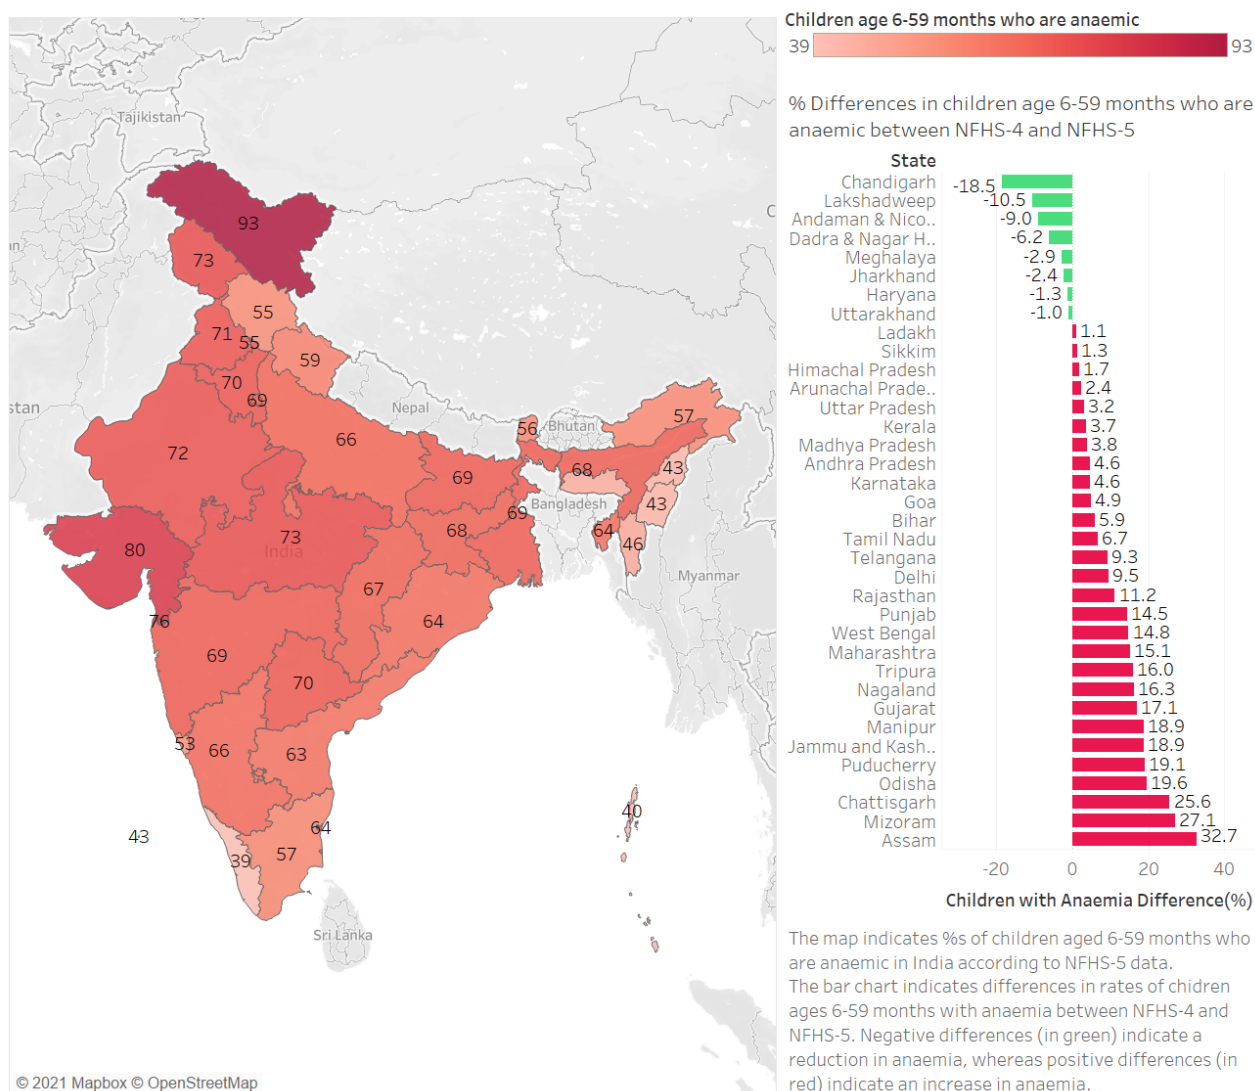 Children age 6-59 months who are anaemic
39
93
% Differences in children age 6-59 months who are
anaemic between NFHS-4 and NFHS-5
State
Chandigarh -18.5
Lakshadweep -10.5
Andaman & Nico.. -9.0
Dadra & Nagar H.. -6.2
Meghalaya -2.9
Jharkhand -2.4
Haryana -1.3
Uttarakhand -1.0
Ladakh 1.1
Sikkim 1.3
Himachal Pradesh 1.7
Arunachal Prade.. 2.4
Uttar Pradesh 3.2
Kerala 3.7
Madhya Pradesh 3.8
Andhra Pradesh 4.6
Karnataka 4.6
Goa 4.9
Bihar 5.9
Tamil Nadu 6.7
Telangana 9.3
Delhi 9.5
Rajasthan 11.2
Punjab 14.5
West Bengal 14.8
Maharashtra 15.1
Tripura 16.0
Nagaland 16.3
Gujarat 17.1
Manipur 18.9
Jammu and Kash.. 18.9
Puducherry 19.1
Odisha 19.6
Chattisgarh 25.6
Mizoram 27.1
Assam 32.7
-20 0 20 40
Children with Anaemia Difference(%)
The map indicates %s of children aged 6-59 months who
are anaemic in India according to NFHS-5 data.
The bar chart indicates differences in rates of chidren
ages 6-59 months with anaemia between NFHS-4 and
NFHS-5. Negative differences (in green) indicate a
reduction in anaemia, whereas positive differences (in
red) indicate an increase in anaemia.
Tajikistan
93
73
55
71
55
59
70
69
stan
Nepal
56
Bhutan
57
66
72
69
68
43
Bangladesh
43
69
64
46
68
73
India
80
Myanmar
67
76
64
69
70
53
66
63
40
64
43
39
57
Sri Lanka
© 2021 Mapbox © OpenStreetMap